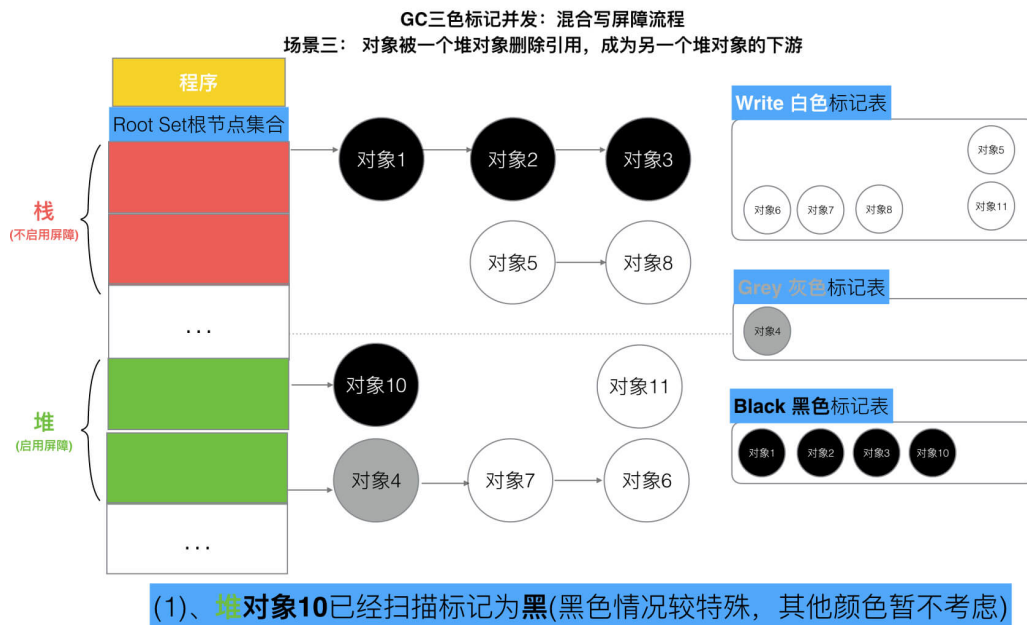 GC三色标记并发：混合写屏障流程
场景三： 对象被一个堆对象删除引用，成为另一个堆对象的下游
程序
Root Set根节点集合
栈
(不启用屏障)
...
堆
(启用屏障)
...
对象1
对象2
对象3
对象5
对象8
对象10
对象11
对象4
对象7
对象6
Write 白色标记表
对象5
对象6
对象7
对象8
对象11
Grey 灰色标记表
对象4
Black 黑色标记表
对象1
对象2
对象3
对象10
(1)、堆对象10已经扫描标记为黑(黑色情况较特殊，其他颜色暂不考虑)